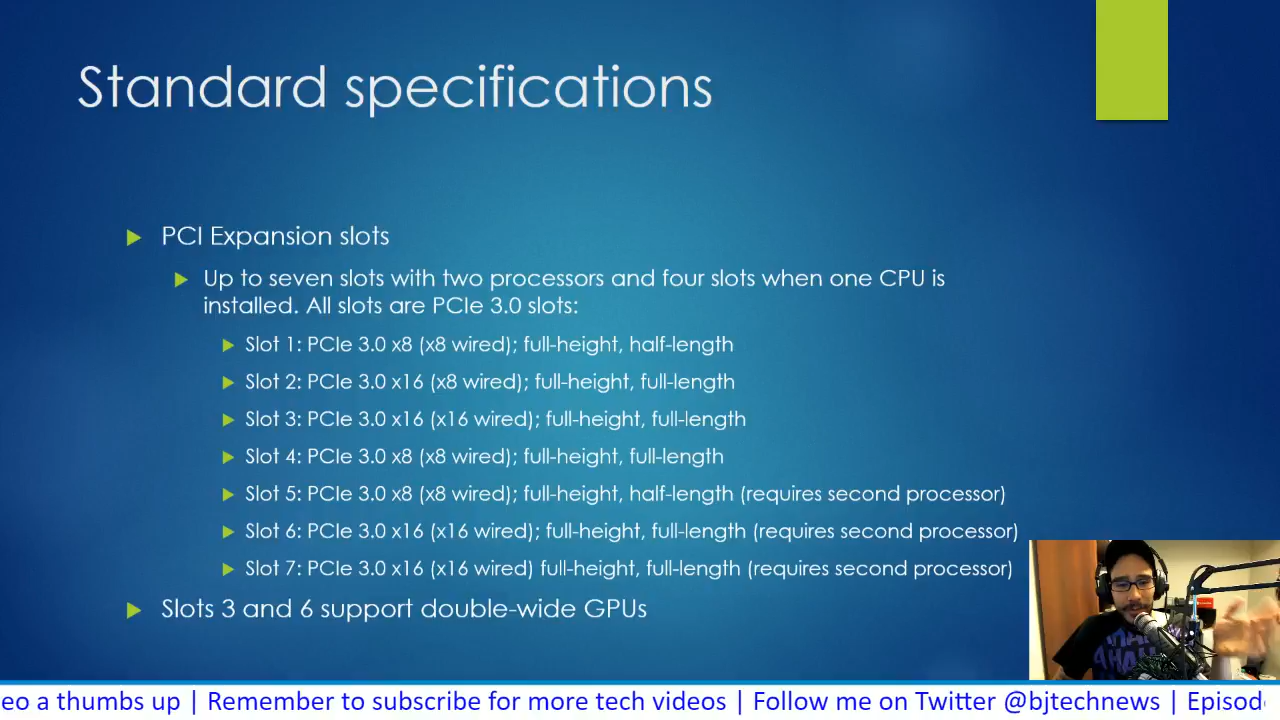 Standard specifications
PCI Expansion slots
Up to seven slots with two processors and four slots when one CPU is
installed. All slots are PCIe 3.0 slots:
Slot 1: PCIe 3.0 x8 (x8 wired); full-height, half-length
Slot 2: PCIe 3.0 x16 (x8 wired); full-height, full-length
Slot 3: PCIe 3.0 x16 (x16 wired); full-height, full-length
Slot 4: PCIe 3.0 x8 (x8 wired); full-height, full-length
Slot 5: PCIe 3.0 x8 (x8 wired); full-height, half-length (requires second processor)
Slot 6: PCIe 3.0 x16 (x16 wired); full-height, full-length (requires second processor)
Slot 7: PCIe 3.0 x16 (x16 wired) full-height, full-length (requires second processor)
Slots 3 and 6 support double-wide GPUs
eo a thumbs up | Remember to subscribe for more tech videos | Follow me on Twitter @bjtechnews | Episod